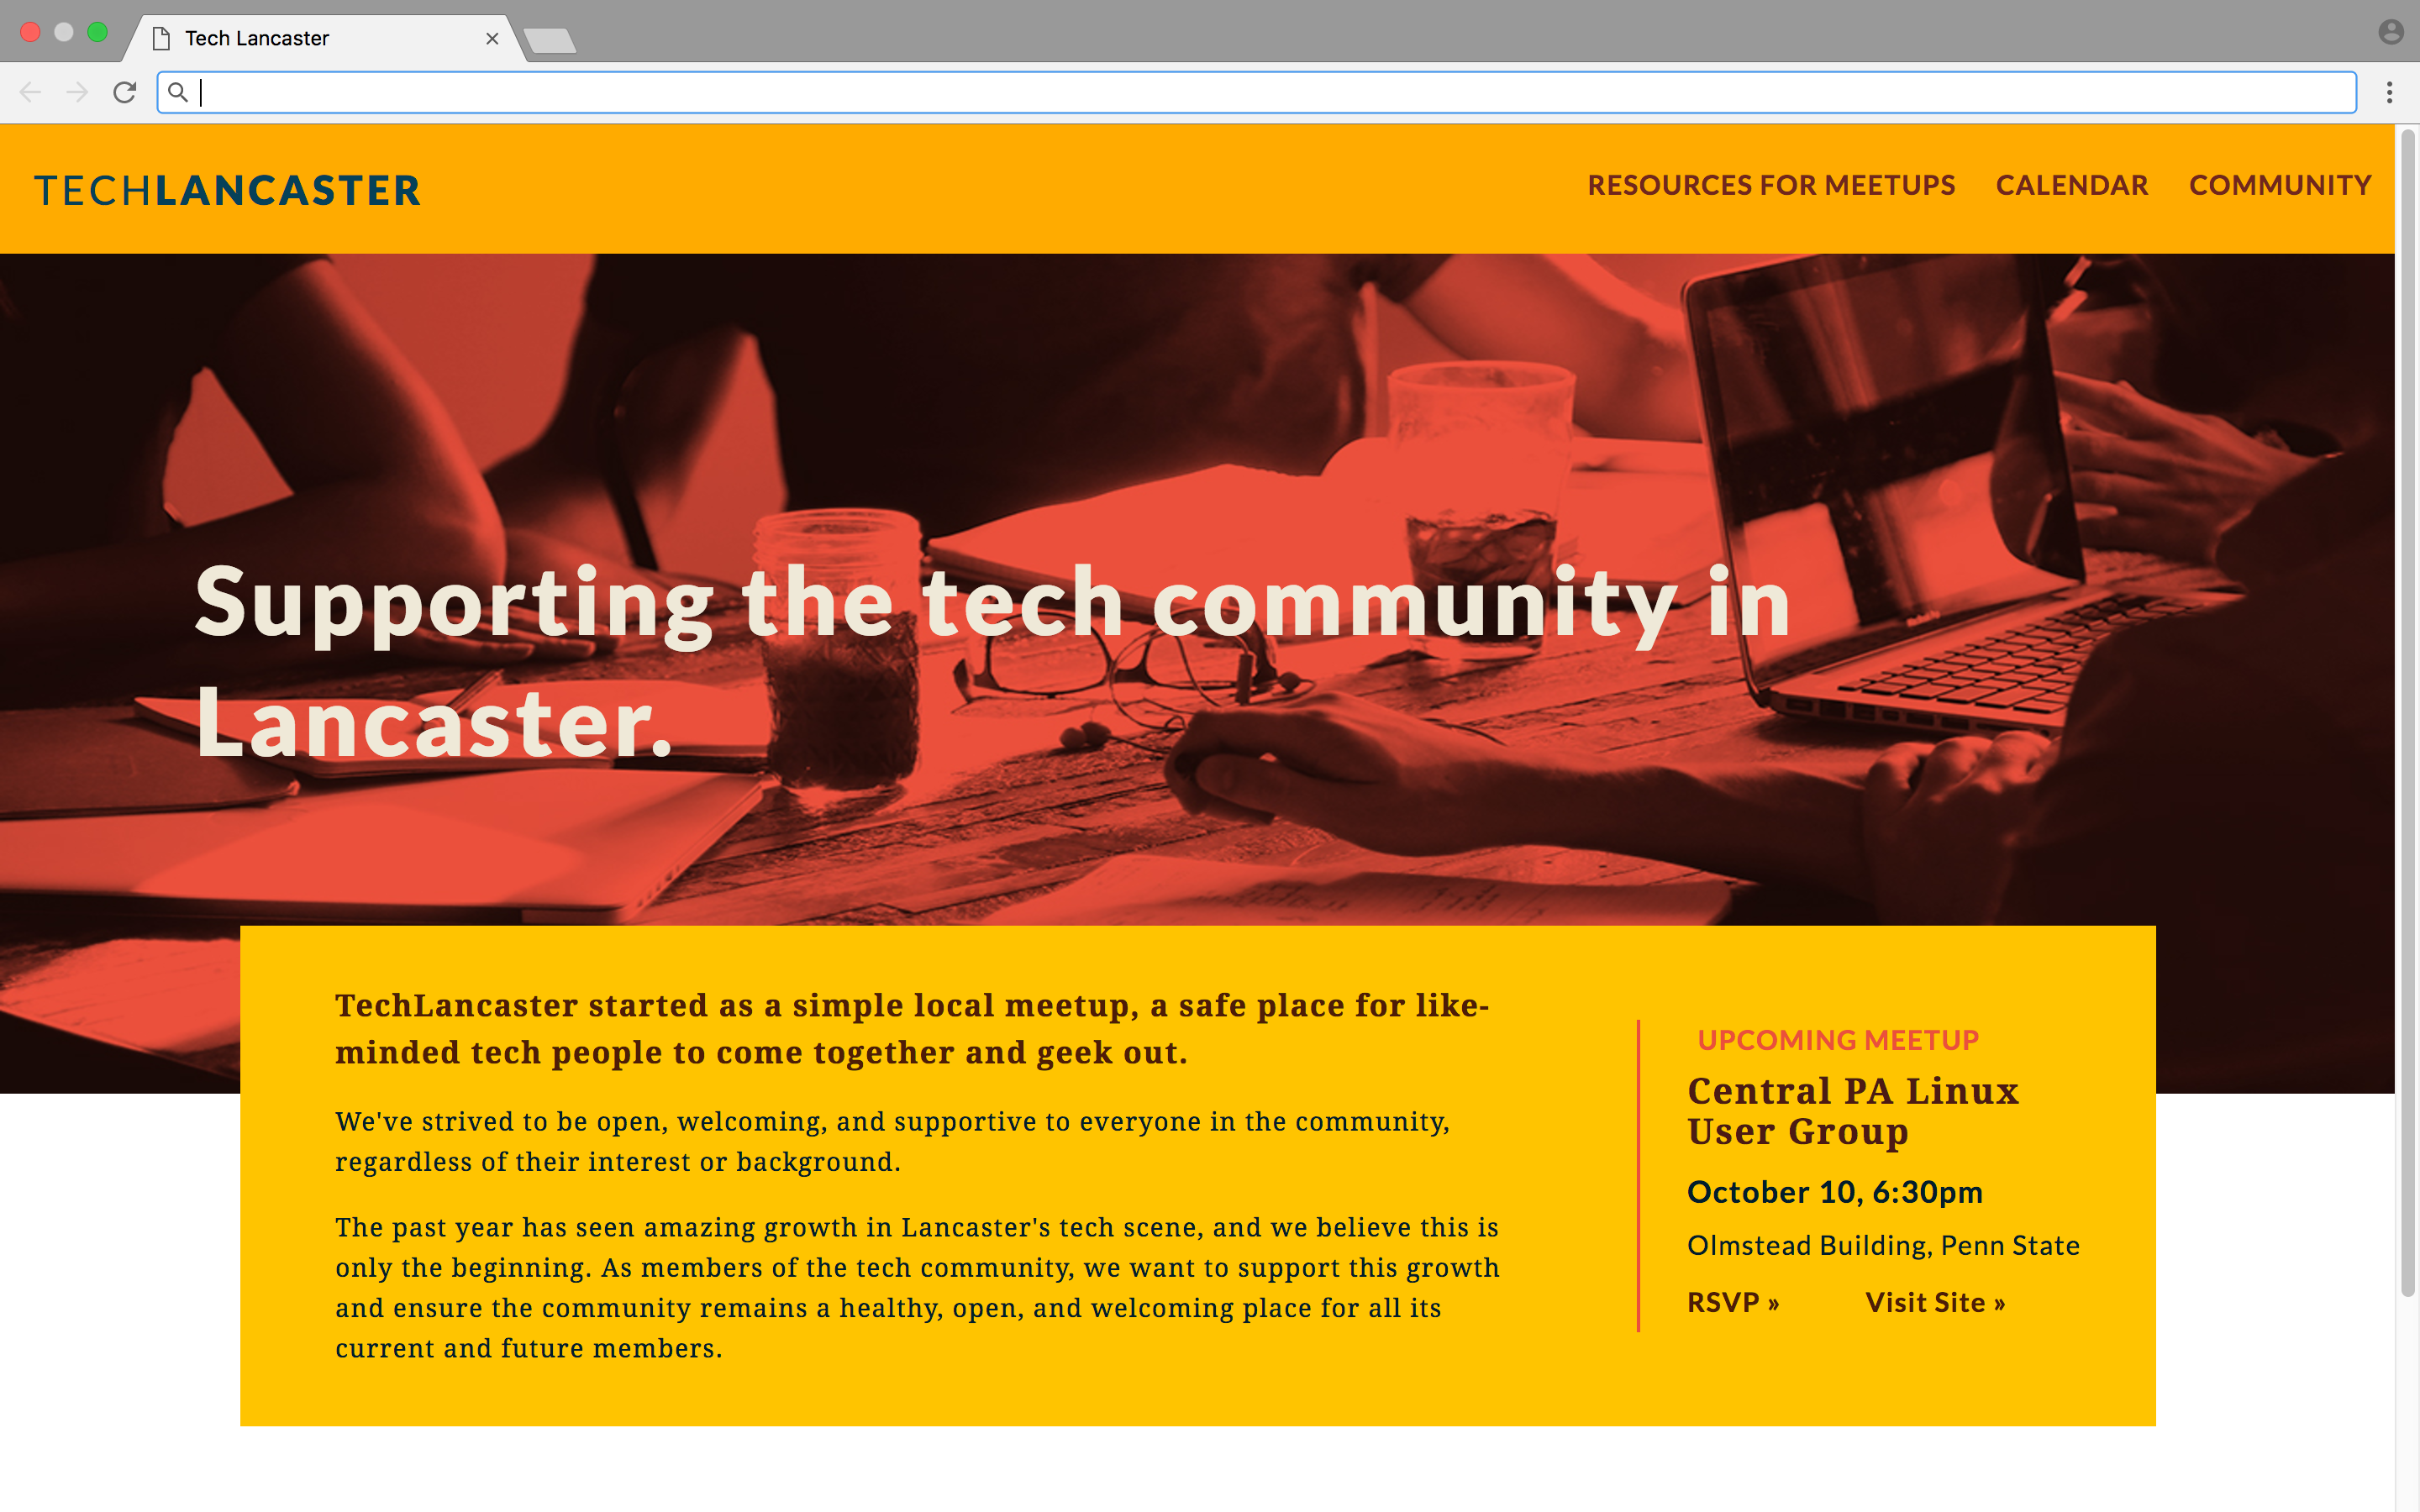 Tech Lancaster
TECHLANCASTER
RESOURCES FOR MEETUPS CALENDAR COMMUNITY
Supporting the tech community in
Lancaster.
TechLancaster started as a simple local meetup, a safe place for like-
minded tech people to come together and geek out.
We've strived to be open, welcoming, and supportive to everyone in the community,
regardless of their interest or background.
The past year has seen amazing growth in Lancaster's tech scene, and we believe this is
only the beginning. As members of the tech community, we want to support this growth
and ensure the community remains a healthy, open, and welcoming place for all its
current and future members.
UPCOMING MEETUP
Central PA Linux
User Group
October 10, 6:30pm
Olmstead Building, Penn State
RSVP » Visit Site »